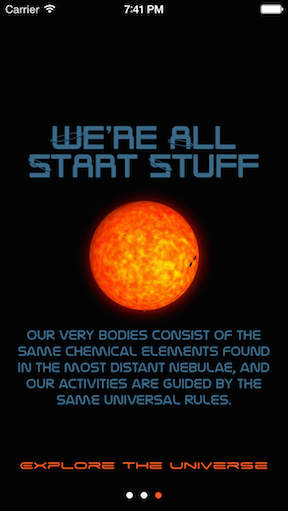 Carrier 7:41 PM
WE'RE ALL
START STUFF
OUR VERY BODIES CONSIST OF THE
SAME CHEMICAL ELEMENTS FOUND
IN THE MOST DISTANT NEBULAE, AND
OUR ACTIVITIES ARE GUIDED BY THE
SAME UNIVERSAL RULES.
EXPLORE THE UNIVERSE